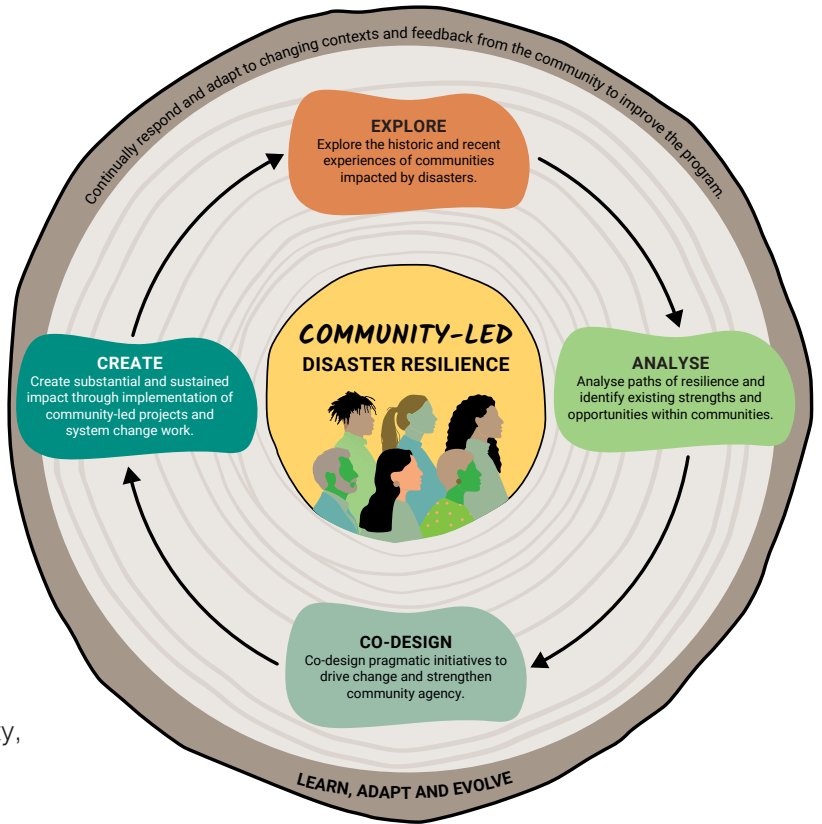 Continually respond and adapt to changing contexts and feedback from the community to improve the program.
EXPLORE
Explore the historic and recent
experiences of communities
impacted by disasters.
COMMUNITY-LED
DISASTER RESILIENCE
CREATE
Create substantial and sustained
impact through implementation of
community-led projects and
system change work.
ANALYSE
Analyse paths of resilience and
identify existing strengths and
opportunities within communities.
CO-DESIGN
Co-design pragmatic initiatives to
drive change and strengthen
community agency.
LEARN, ADAPT AND EVOLVE